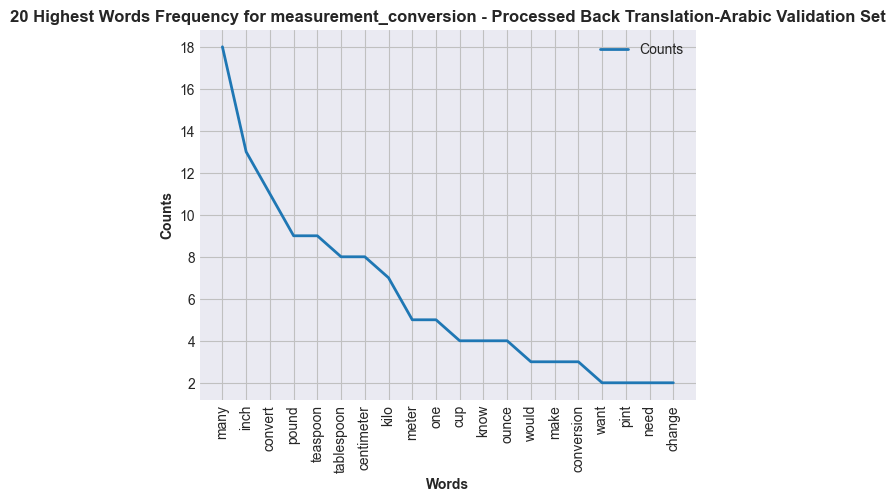 20 Highest Words Frequency for measurement_conversion - Processed Back Translation-Arabic Validation Set
Counts
18
16
14
12
10
8
6
4
2
Counts
many
inch
convert
pound
teaspoon
tablespoon
centimeter
kilo
meter
one
cup
know
ounce
would
make
conversion
want
pint
need
change
Words